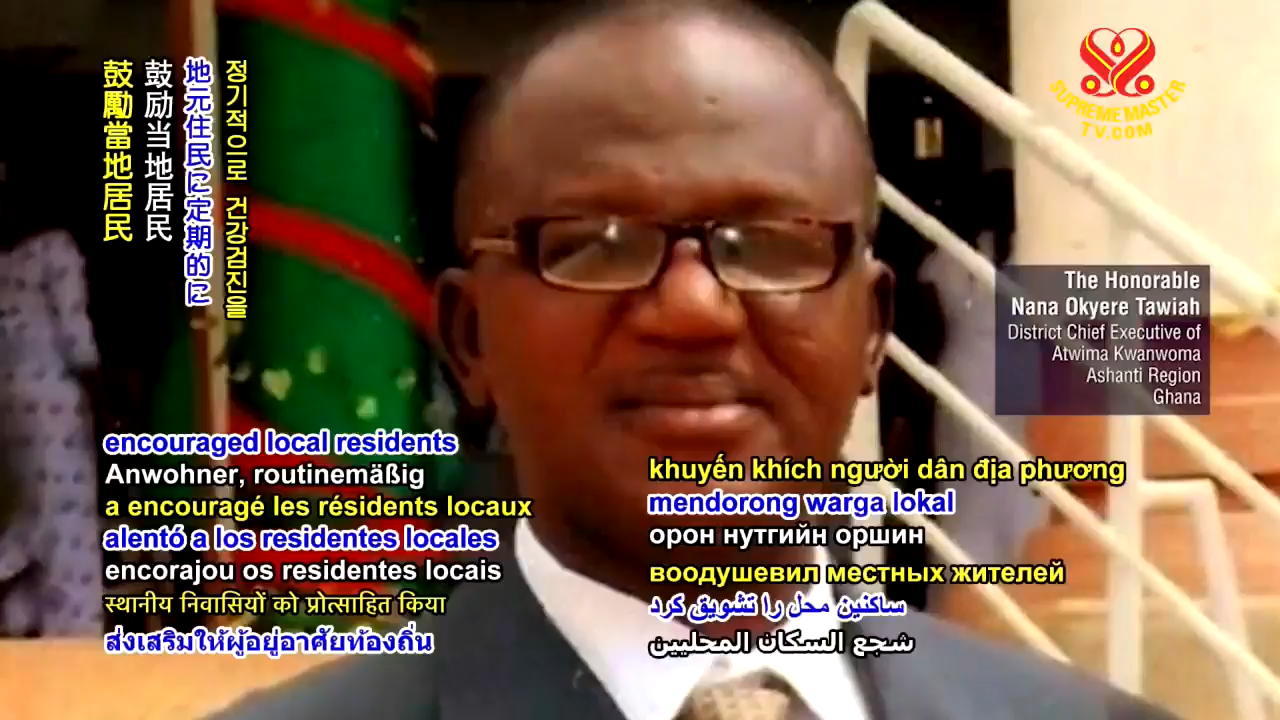 鼓勵當地居民
鼓励当地居民
地元住民に定期的に
정기적으로 건강검진을
SUPREME MASTER
TV.COM
The Honorable
Nana Okyere Tawiah
District Chief Executive of
Atwima Kwanwoma
Ashanti Region
Ghana
encouraged local residents
Anwohner, routinemäßig
a encouragé les résidents locaux
alentó a los residentes locales
encorajou os residentes locais
स्थानीय निवासियों को प्रोत्साहित किया
ส่งเสริมให้ผู้อยู่อาศัยท้องถิ่น
khuyến khích người dân địa phương
mendorong warga lokal
орон нутгийн оршин
воодушевил местных жителей
ساکنین محل را تشویق کرد
شجع السكان المحليين